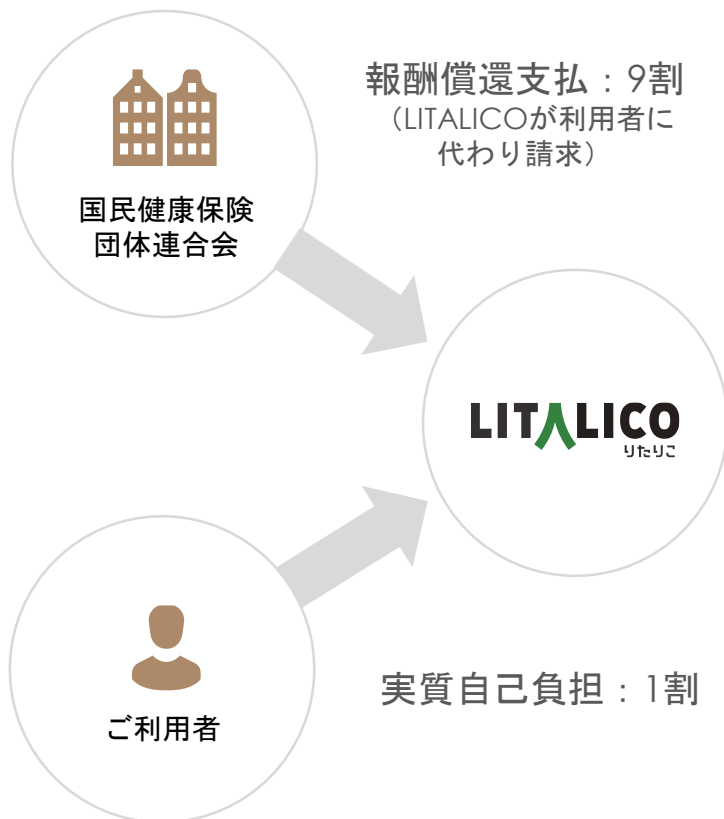 報酬償還支払：9割
（LITALICOが利用者に
代わり請求）
国民健康保険
団体連合会
LITALICO
りたりこ
実質自己負担：1割
ご利用者